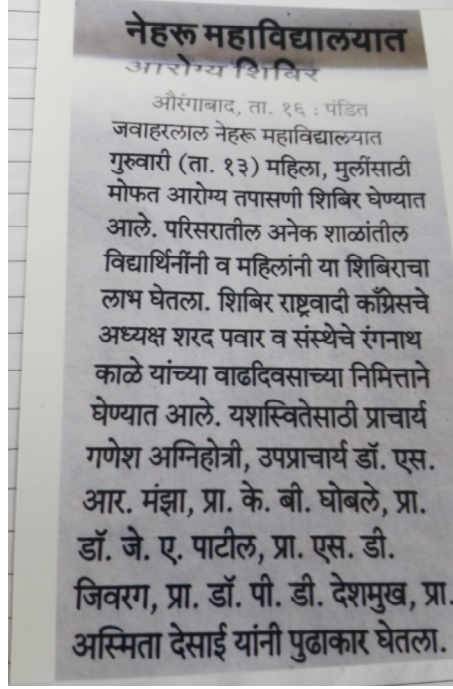 नेहरू महाविद्यालयात
आरोग्य शिबिर
औरंगाबाद, ता. १६ : पंडित
जवाहरलाल नेहरू महाविद्यालयात
गुरुवारी (ता. १३) महिला, मुलींसाठी
मोफत आरोग्य तपासणी शिबिर घेण्यात
आले. परिसरातील अनेक शाळांतील
विद्यार्थिनींनी व महिलांनी या शिबिराचा
लाभ घेतला. शिबिर राष्ट्रवादी काँग्रेसचे
अध्यक्ष शरद पवार व संस्थेचे रंगनाथ
काळे यांच्या वाढदिवसाच्या निमित्ताने
घेण्यात आले. यशस्वितेसाठी प्राचार्य
गणेश अग्निहोत्री, उपप्राचार्य डॉ. एस.
आर. मंझा, प्रा. के. बी. घोबले, प्रा.
डॉ. जे. ए. पाटील, प्रा. एस. डी.
जिवरग, प्रा. डॉ. पी. डी. देशमुख, प्रा.
अस्मिता देसाई यांनी पुढाकार घेतला.